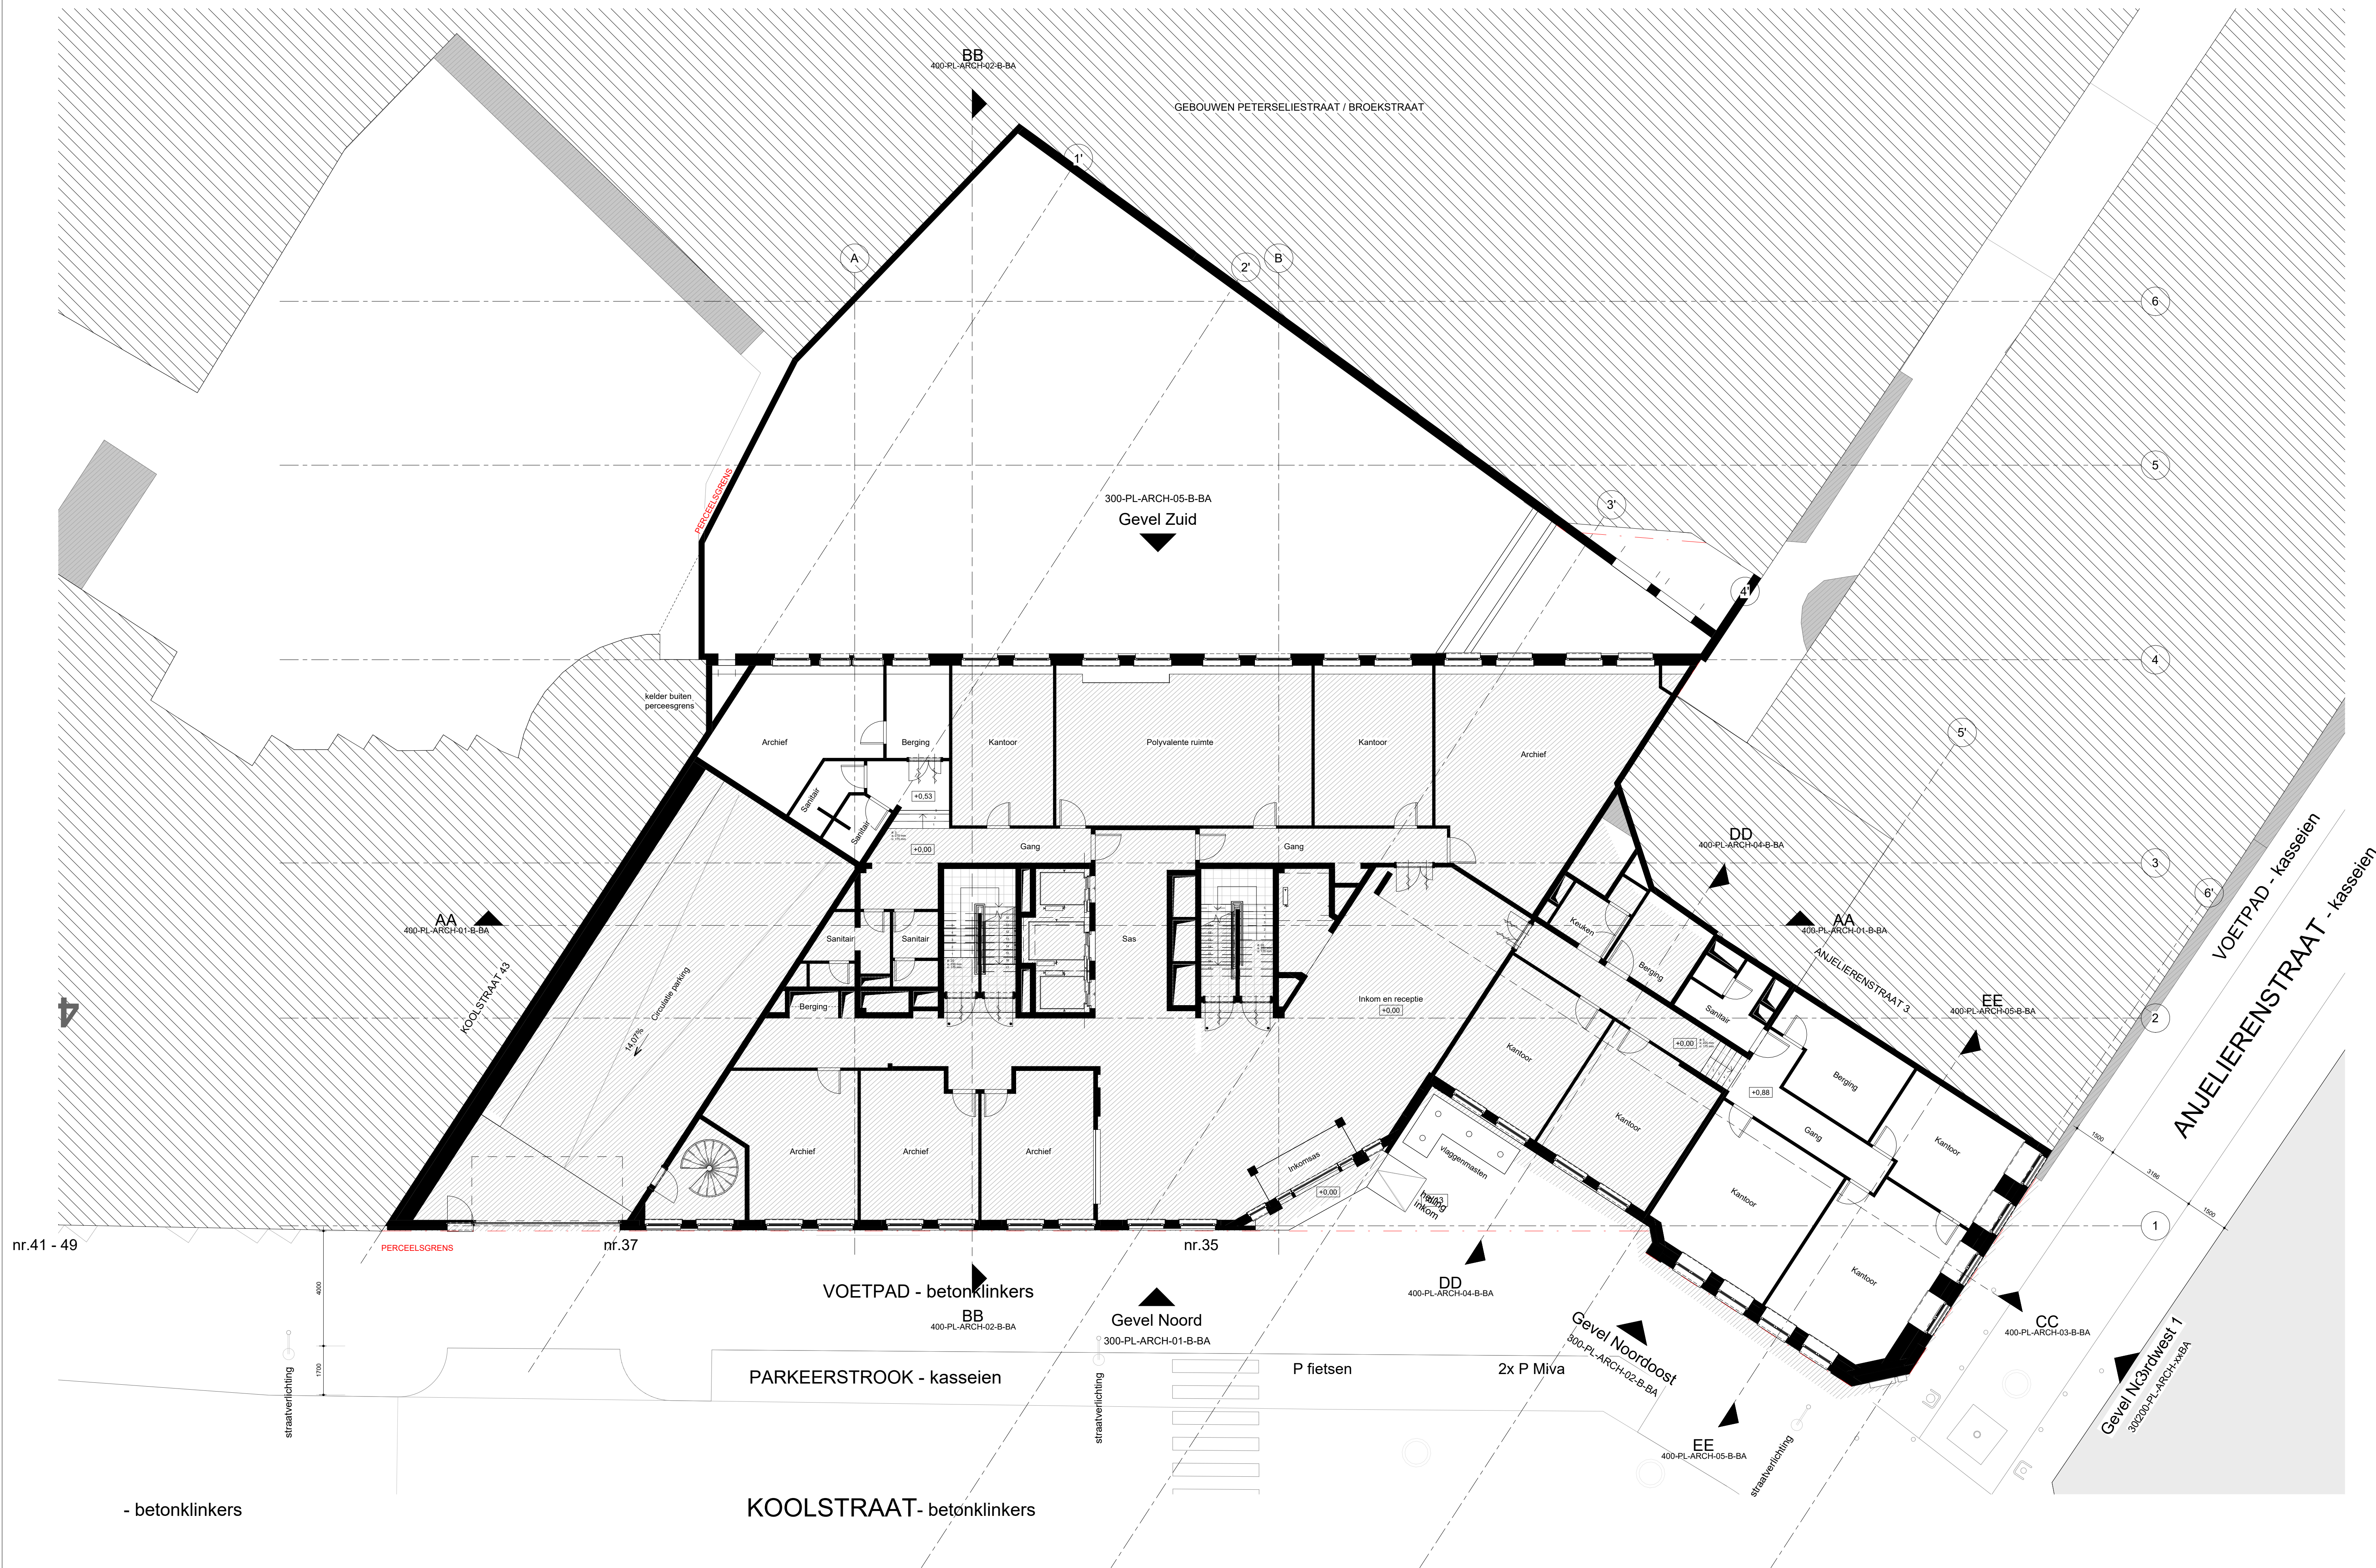 BB
400-PL-ARCH-02-B-BA
GEBOUWEN PETERSELIESTRAAT / BROEKSTRAAT
1'
A
2'
B
6
5
PERCEELSGRENS
300-PL-ARCH-05-B-BA
Gevel Zuid
3'
4'
4
kelder buiten
perceesgrens
Archief
Berging
Kantoor
Polyvalente ruimte
Kantoor
Archief
5'
Sanitair
+0,53
Sanitair
+0,00
Gang
Gang
DD
400-PL-ARCH-04-B-BA
3
6'
VOETPAD - kasseien
AA
400-PL-ARCH-01-B-BA
Sanitair
Sanitair
Sas
Keuken
Berging
AA
400-PL-ARCH-01-B-BA
ANJELIERENSTRAAT 3
ANJELIERENSTRAAT - kasseien
KOOLSTRAAT 43
Circulatie parking
14,07%
4
Berging
Inkom en receptie
+0,00
Sanitair
EE
400-PL-ARCH-05-B-BA
2
Kantoor
+0,00
+0,88
Berging
Kantoor
Gang
Kantoor
1500
3186
1500
Archief
Archief
Archief
Inkomsas
+0,00
vlaggenmasten
helling
inkom
Kantoor
Kantoor
1
nr.41 - 49
PERCEELSGRENS
nr.37
nr.35
4000
1700
VOETPAD - betonklinkers
BB
400-PL-ARCH-02-B-BA
Gevel Noord
300-PL-ARCH-01-B-BA
DD
400-PL-ARCH-04-B-BA
Gevel Noordoost
300-PL-ARCH-02-B-BA
CC
400-PL-ARCH-03-B-BA
straatverlichting
PARKEERSTROOK - kasseien
straatverlichting
P fietsen
2x P Miva
EE
400-PL-ARCH-05-B-BA
straatverlichting
- betonklinkers
KOOLSTRAAT - betonklinkers